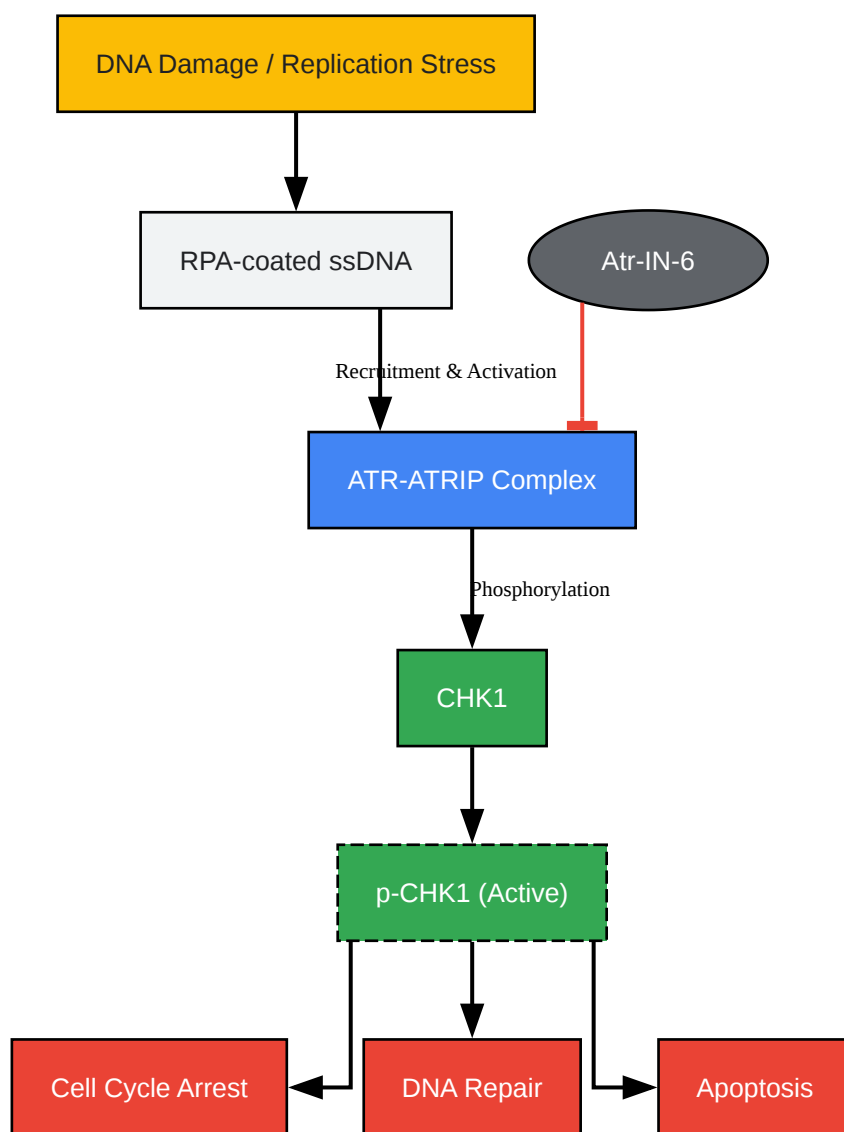 DNA Damage / Replication Stress
RPA-coated ssDNA
Atr-IN-6
Recruitment & Activation
ATR-ATRIP Complex
Phosphorylation
CHK1
p-CHK1 (Active)
Cell Cycle Arrest
DNA Repair
Apoptosis